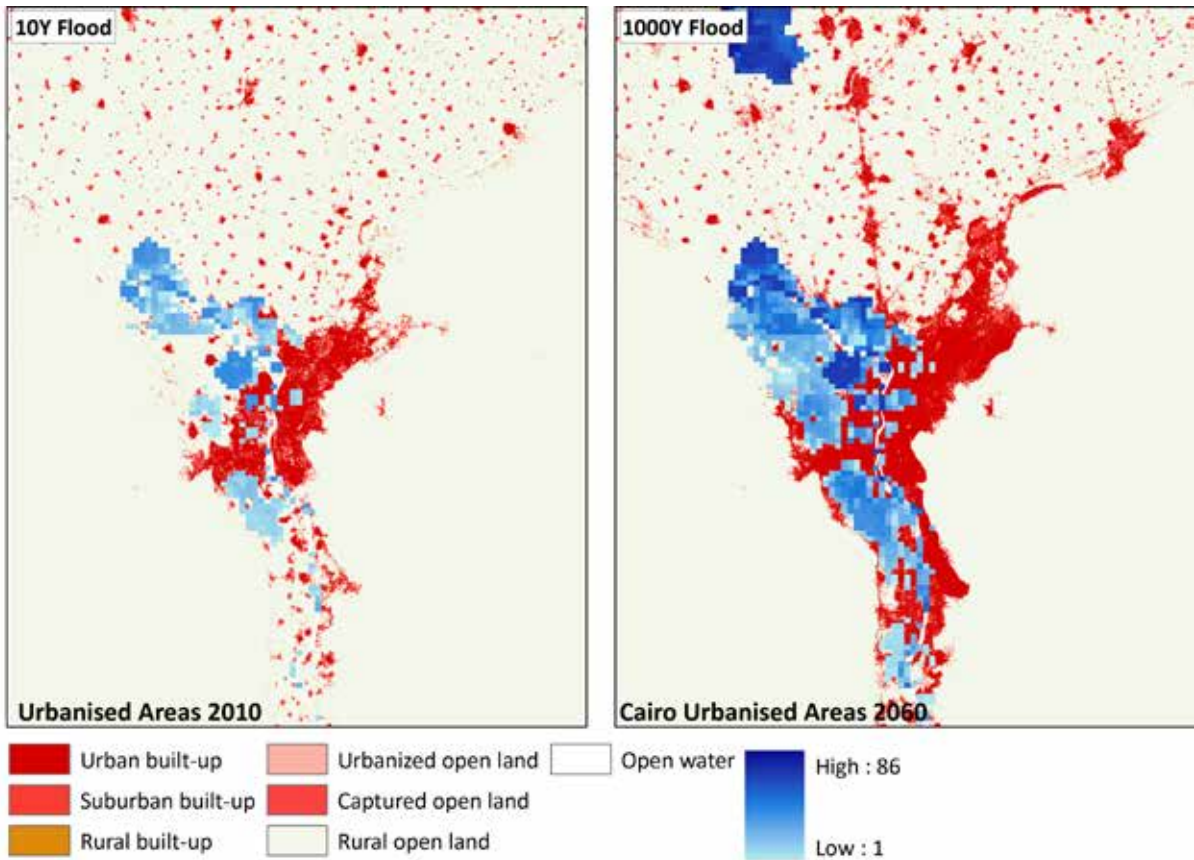 10Y Flood
1000Y Flood
Urbanised Areas 2010
Cairo Urbanised Areas 2060
Urban built-up
Urbanized open land
Open water
High : 86
Suburban built-up
Captured open land
Rural built-up
Rural open land
Low : 1